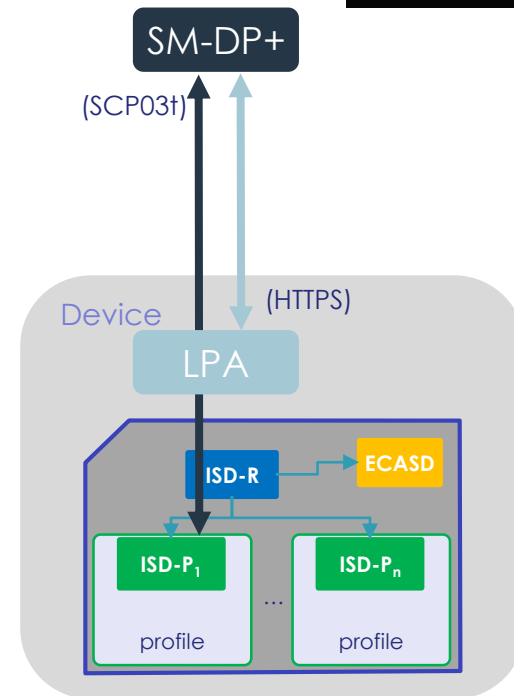 SM-DP+
(SCP03t)
(HTTPS)
Device
LPA
ISD-R
ECASD
ISD-P1
ISD-Pn
...
profile
profile